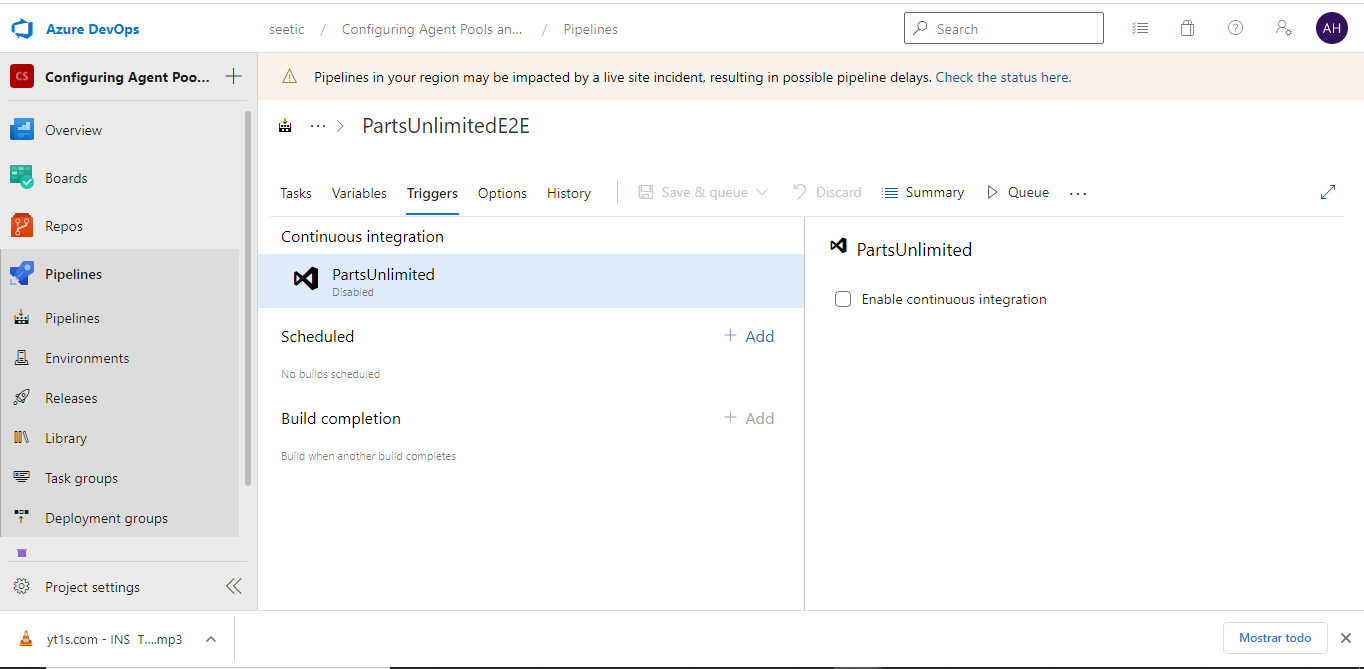 Azure DevOps
seetic / Configuring Agent Pools an... / Pipelines
Search
AH
CS
Configuring Agent Poo...
Pipelines in your region may be impacted by a live site incident, resulting in possible pipeline delays. Check the status here.
Overview
Boards
Repos
Pipelines
Pipelines
Environments
Releases
Library
Task groups
Deployment groups
Project settings
... > PartsUnlimitedE2E
Tasks Variables Triggers Options History Save & queue Discard Summary Queue ...
Continuous integration
PartsUnlimited
Disabled
Scheduled + Add
No builds scheduled
Build completion + Add
Build when another build completes
PartsUnlimited
Enable continuous integration
yt1s.com - INS T....mp3
Mostrar todo